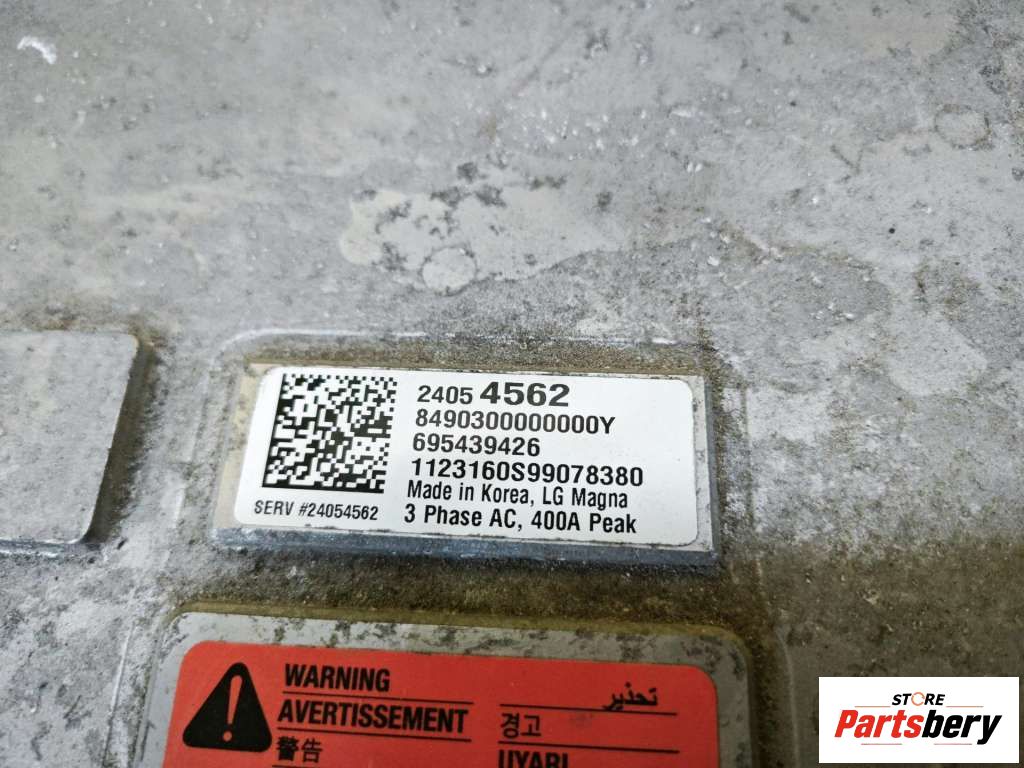 2405 4562
8490300000000Y
695439426
1123160S99078380
Made in Korea, LG Magna
SERV #24054562
3 Phase AC, 400A Peak
WARNING
تحذير
AVERTISSEMENT
경고
警告
UYARI
STORE
Partsbery